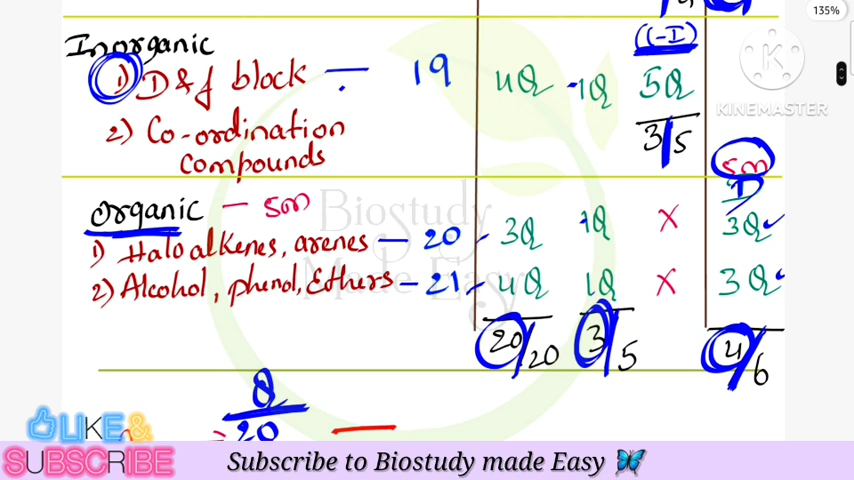 135%
Inorganic
(I-I)
1) D & f block — 19 4Q 1Q 5Q
KINEMASTER
2) Co-ordination
compounds
3/5
5m
Organic — 5m
I
1) Haloalkenes, arenes — 20 3Q 1Q X 3Q
2) Alcohol, phenol, Ethers — 21 4Q 1Q X 3Q
20/20 3/5 4/6
Biostudy
Made Easy
8
20
LIKE &
SUBSCRIBE
Subscribe to Biostudy made Easy 🦋